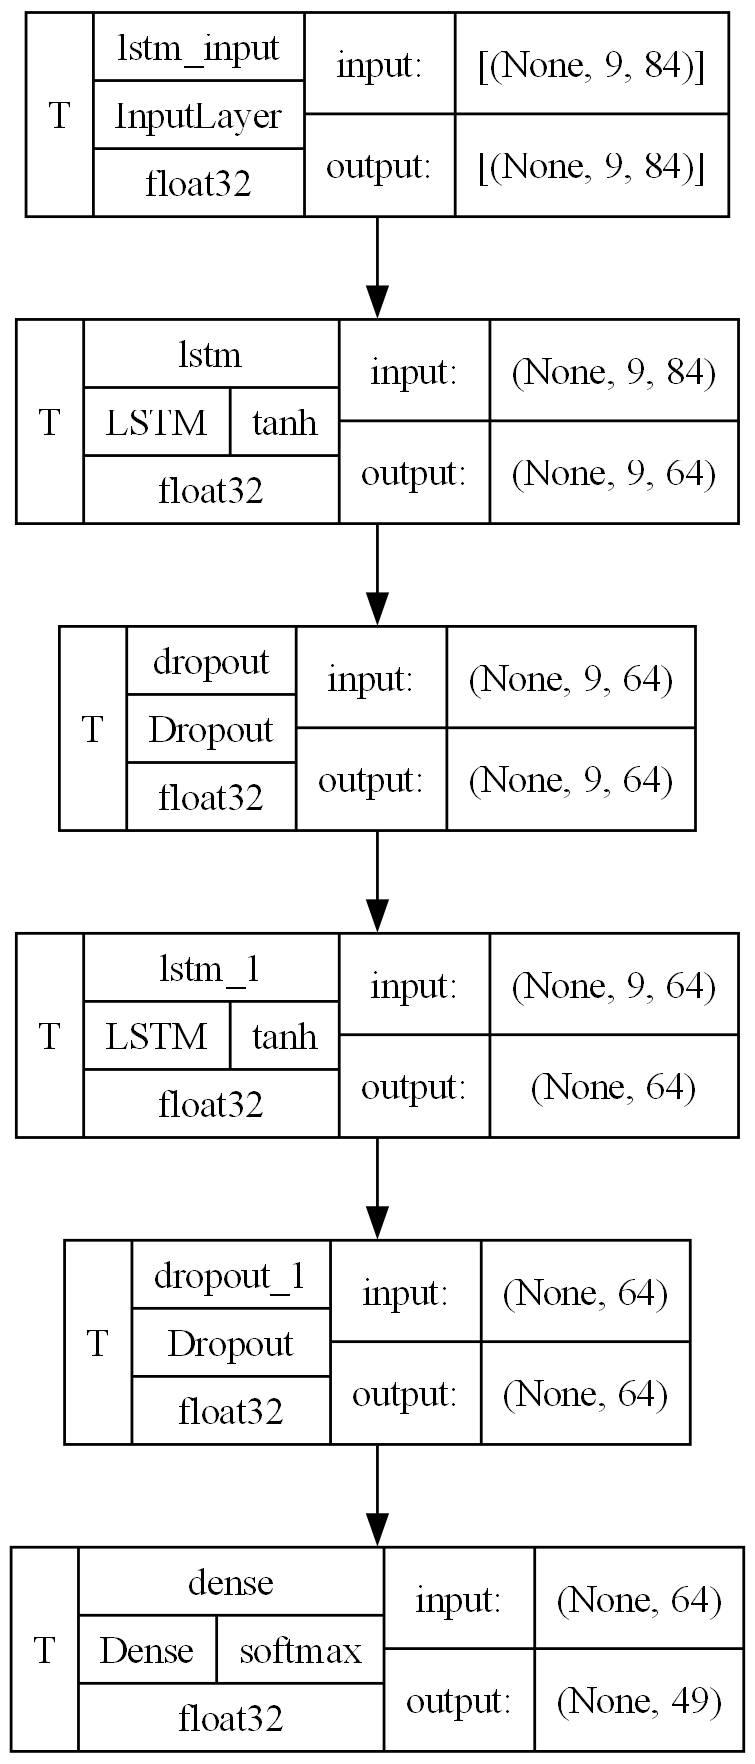 T
lstm_input
InputLayer
float32
input:
[(None, 9, 84)]
output:
[(None, 9, 84)]
T
lstm
LSTM
tanh
float32
input:
(None, 9, 84)
output:
(None, 9, 64)
T
dropout
Dropout
float32
input:
(None, 9, 64)
output:
(None, 9, 64)
T
lstm_1
LSTM
tanh
float32
input:
(None, 9, 64)
output:
(None, 64)
T
dropout_1
Dropout
float32
input:
(None, 64)
output:
(None, 64)
T
dense
Dense
softmax
float32
input:
(None, 64)
output:
(None, 49)